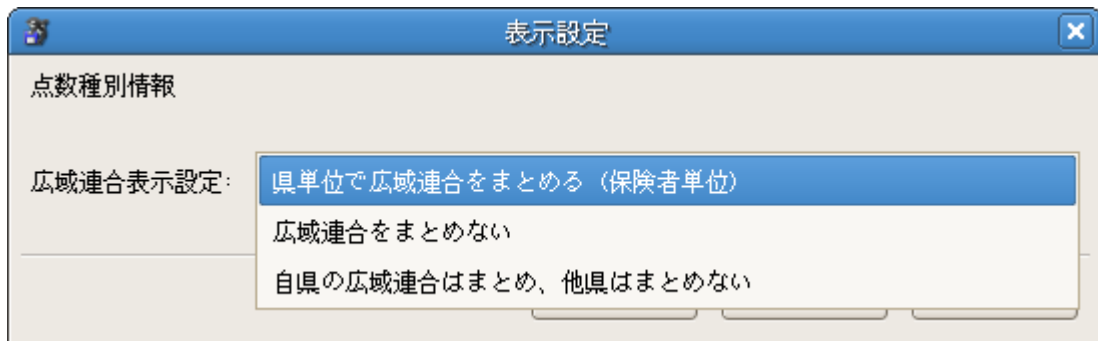 表示設定
点数種別情報
広域連合表示設定:
県単位で広域連合をまとめる（保険者単位）
広域連合をまとめない
自県の広域連合はまとめ、他県はまとめない